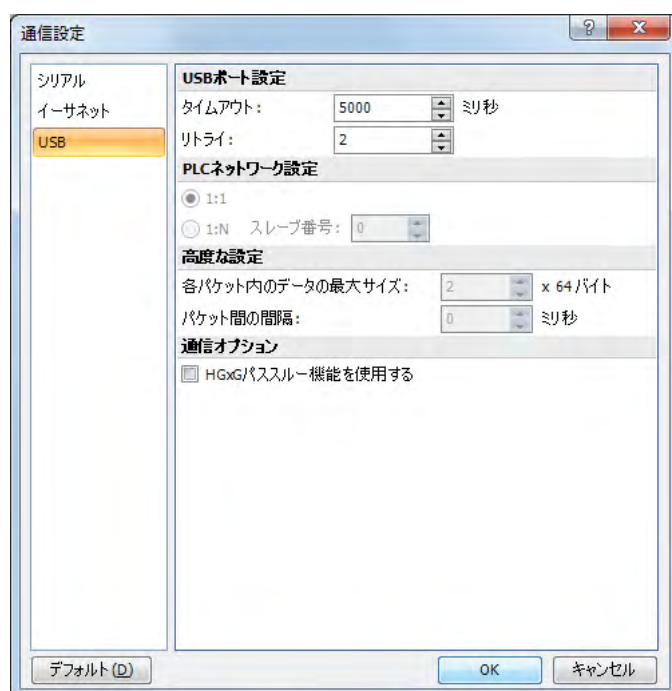 通信設定
シリアル
イーサネット
USB
USBポート設定
タイムアウト: 5000 ミリ秒
リトライ: 2
PLCネットワーク設定
1:1
1:N スレーブ番号: 0
高度な設定
各パケット内のデータの最大サイズ: 2 x 64バイト
パケット間の間隔: 0 ミリ秒
通信オプション
HGxGパススルー機能を使用する
デフォルト(D)
OK
キャンセル